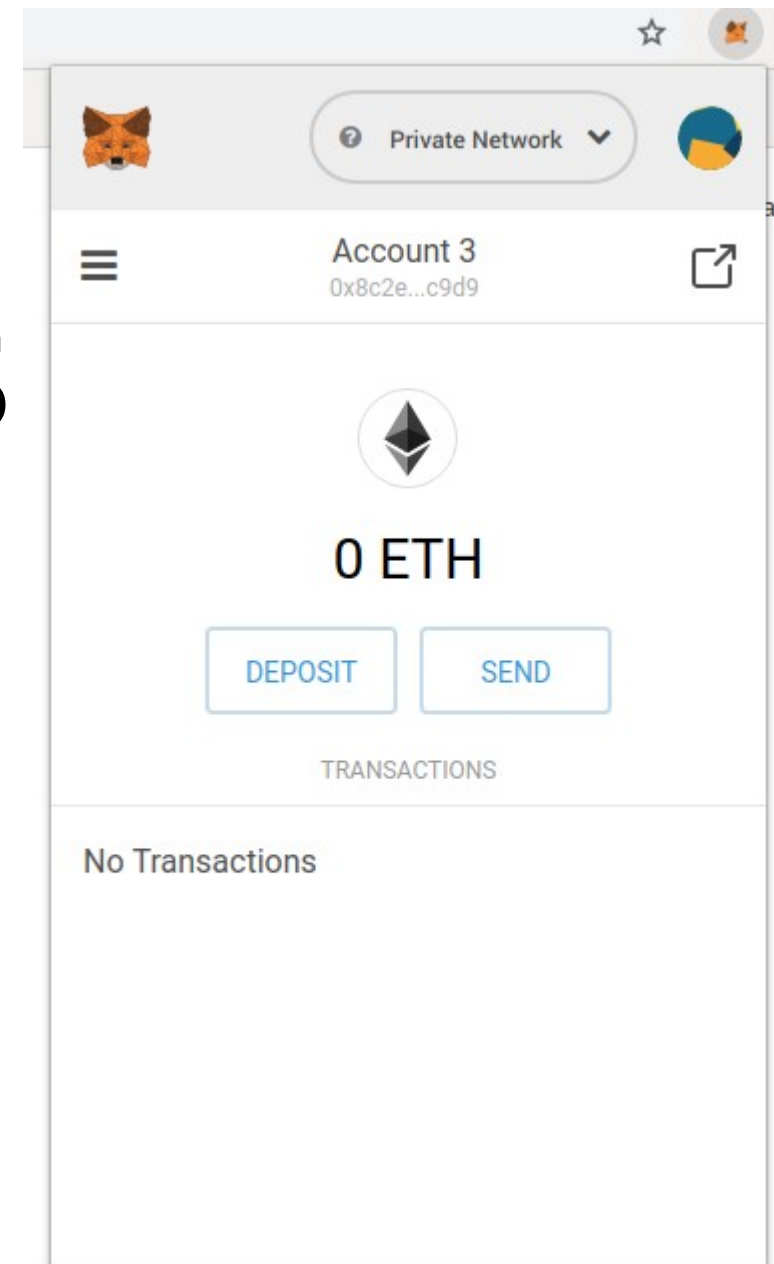 Private Network
Account 3
0x8c2e...c9d9
0 ETH
DEPOSIT
SEND
TRANSACTIONS
No Transactions